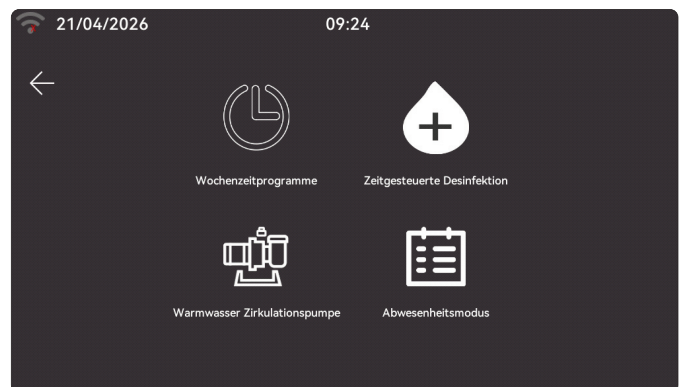 21/04/2026 09:24
Wochenzeitprogramme Zeitgesteuerte Desinfektion
Warmwasser Zirkulationspumpe Abwesenheitsmodus